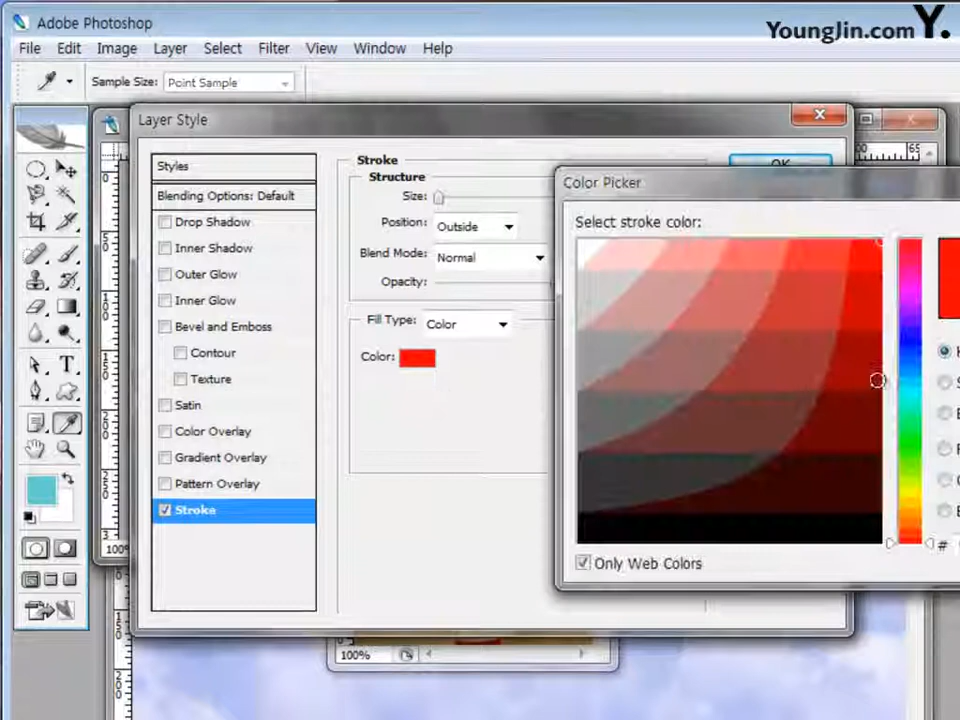 Adobe Photoshop
YoungJin.com Y.
File Edit Image Layer Select Filter View Window Help
Sample Size: Point Sample
Layer Style
Styles
Blending Options: Default
Drop Shadow
Inner Shadow
Outer Glow
Inner Glow
Bevel and Emboss
Contour
Texture
Satin
Color Overlay
Gradient Overlay
Pattern Overlay
Stroke
Stroke
Structure
Size:
Position: Outside
Blend Mode: Normal
Opacity:
Fill Type: Color
Color:
Color Picker
Select stroke color:
Only Web Colors
#
100%